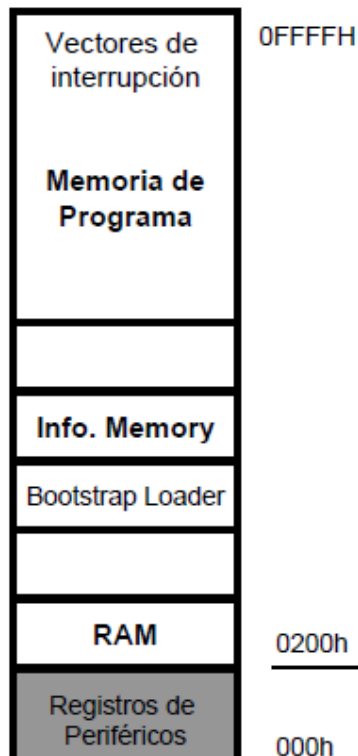 Vectores de
interrupción
0FFFFH
Memoria de
Programa
Info. Memory
Bootstrap Loader
RAM
0200h
Registros de
Periféricos
000h